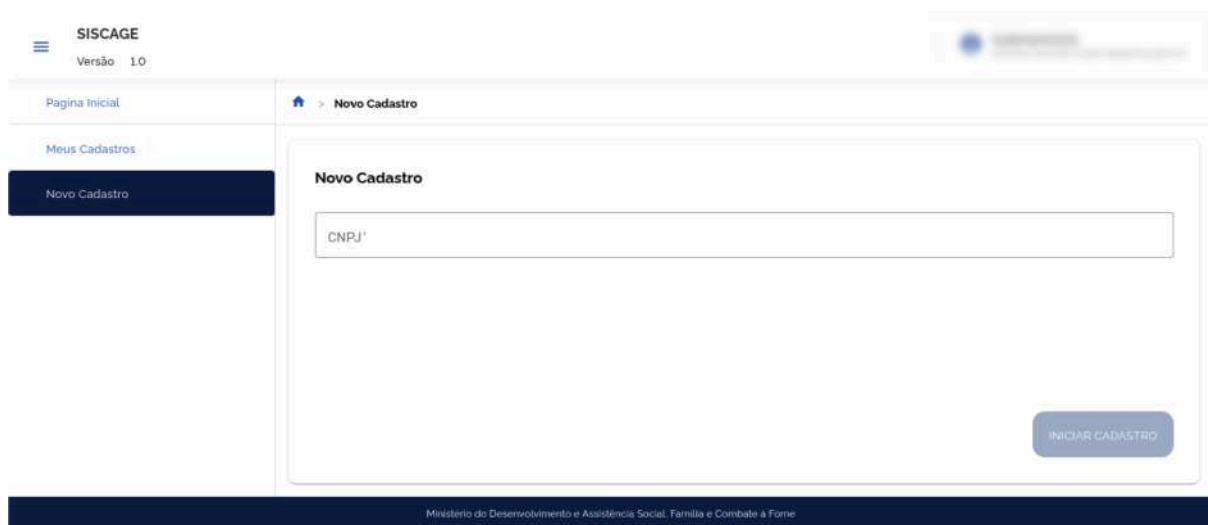 SISCAGE
Versão 1.0
Pagina Inicial
Meus Cadastros
Novo Cadastro
> Novo Cadastro
Novo Cadastro
CNPJ*
INICIAR CADASTRO
Ministério do Desenvolvimento e Assistência Social, Família e Combate à Fome